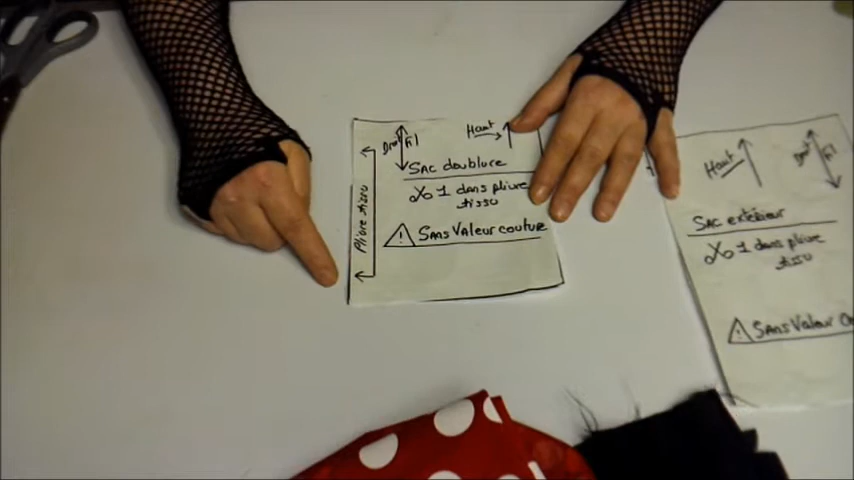 Droit Fil
Haut
SAC doublure
X 1 dans pliure
tissu
SANS Valeur couture
Pliure tissu
Haut
Droit Fil
SAC extérieur
X 1 dans pliure
tissu
SANS Valeur